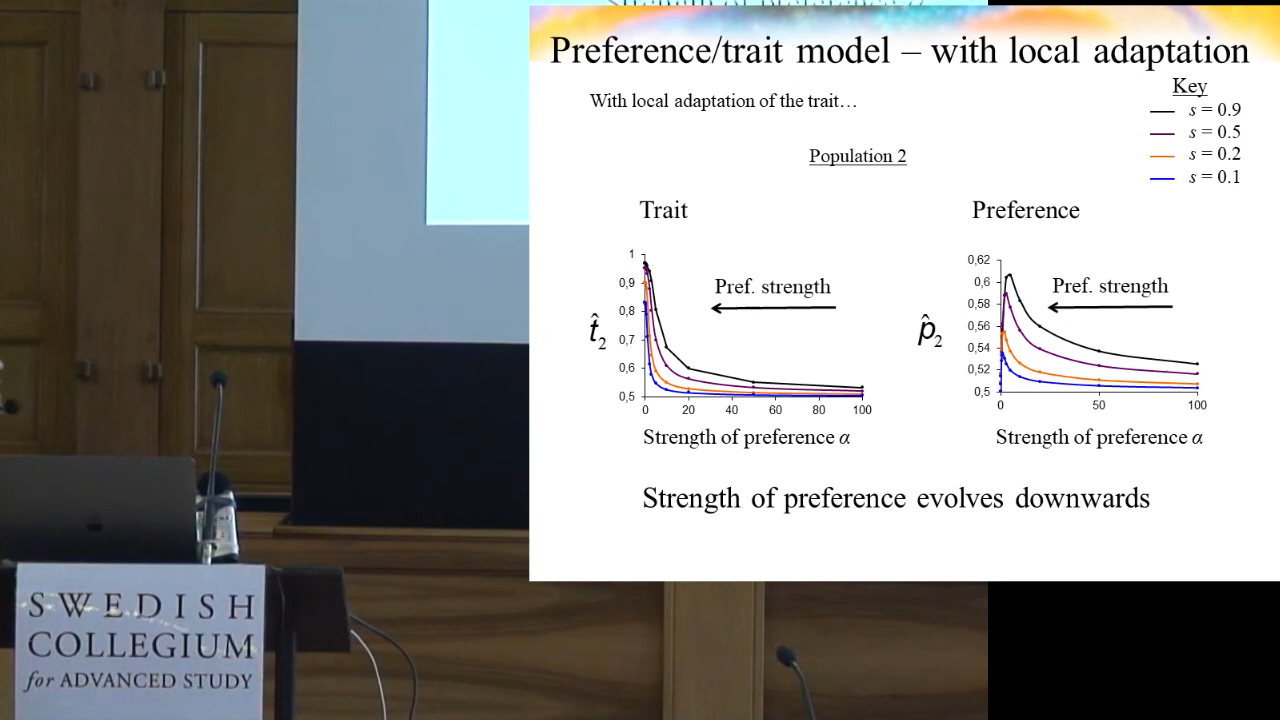 Preference/trait model – with local adaptation
With local adaptation of the trait…
Key
s = 0.9
s = 0.5
s = 0.2
s = 0.1
Population 2
Trait
1
0,9
0,8
0,7
0,6
0,5
t̂2
Pref. strength
0 20 40 60 80 100
Strength of preference α
Preference
0,62
0,6
0,58
0,56
0,54
0,52
0,5
p̂2
Pref. strength
0 50 100
Strength of preference α
Strength of preference evolves downwards
SWEDISH
COLLEGIUM
for ADVANCED STUDY